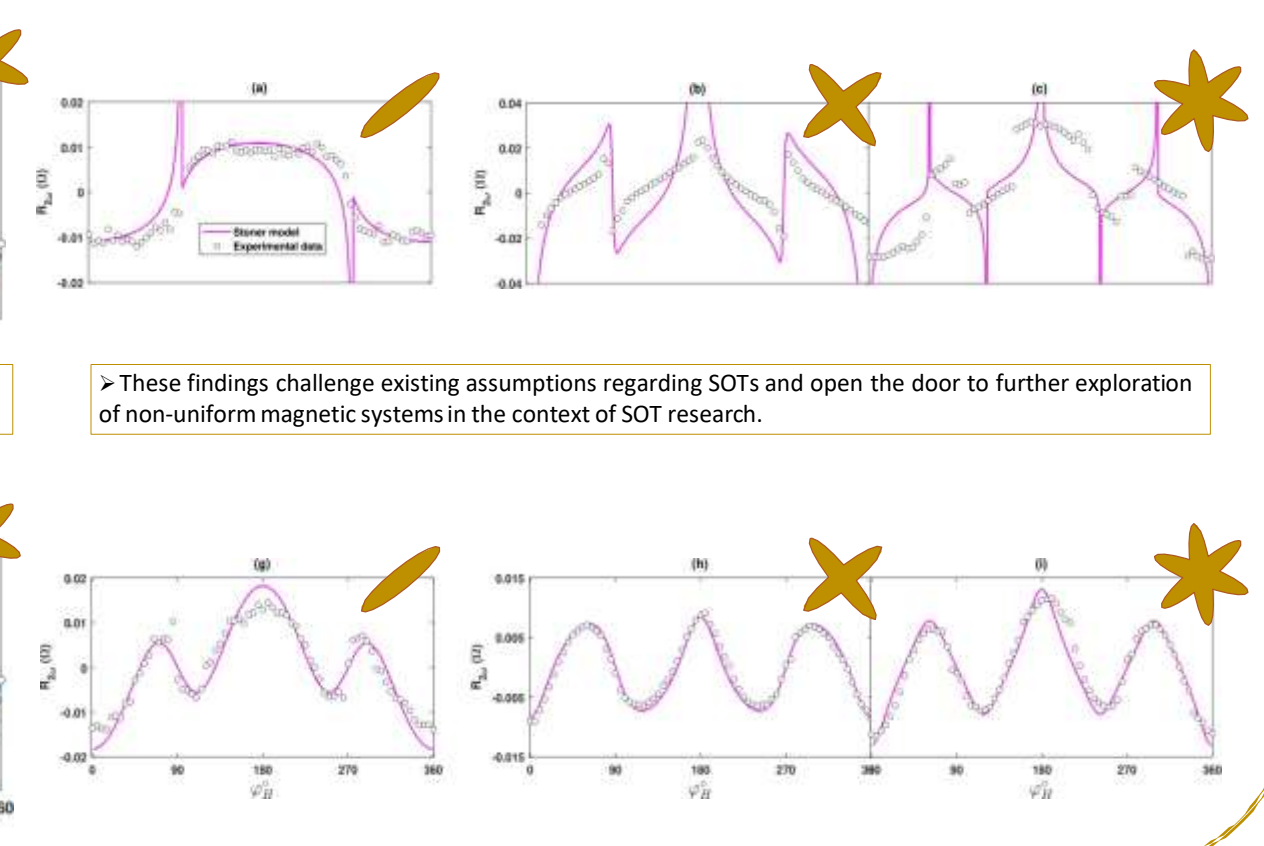 (a)
(b)
(c)
0.02
0.01
0
-0.01
-0.02
R2ω (Ω)
Stoner model
Experimental data
0.04
0.02
0
-0.02
-0.04
R2ω (Ω)
➢These findings challenge existing assumptions regarding SOTs and open the door to further exploration
of non-uniform magnetic systems in the context of SOT research.
(g)
(h)
(i)
0.02
0.01
0
-0.01
-0.02
R2ω (Ω)
0 90 180 270 360
φ°H
0.015
0.005
-0.005
-0.015
R2ω (Ω)
0 90 180 270
φ°H
90 180 270 360
φ°H